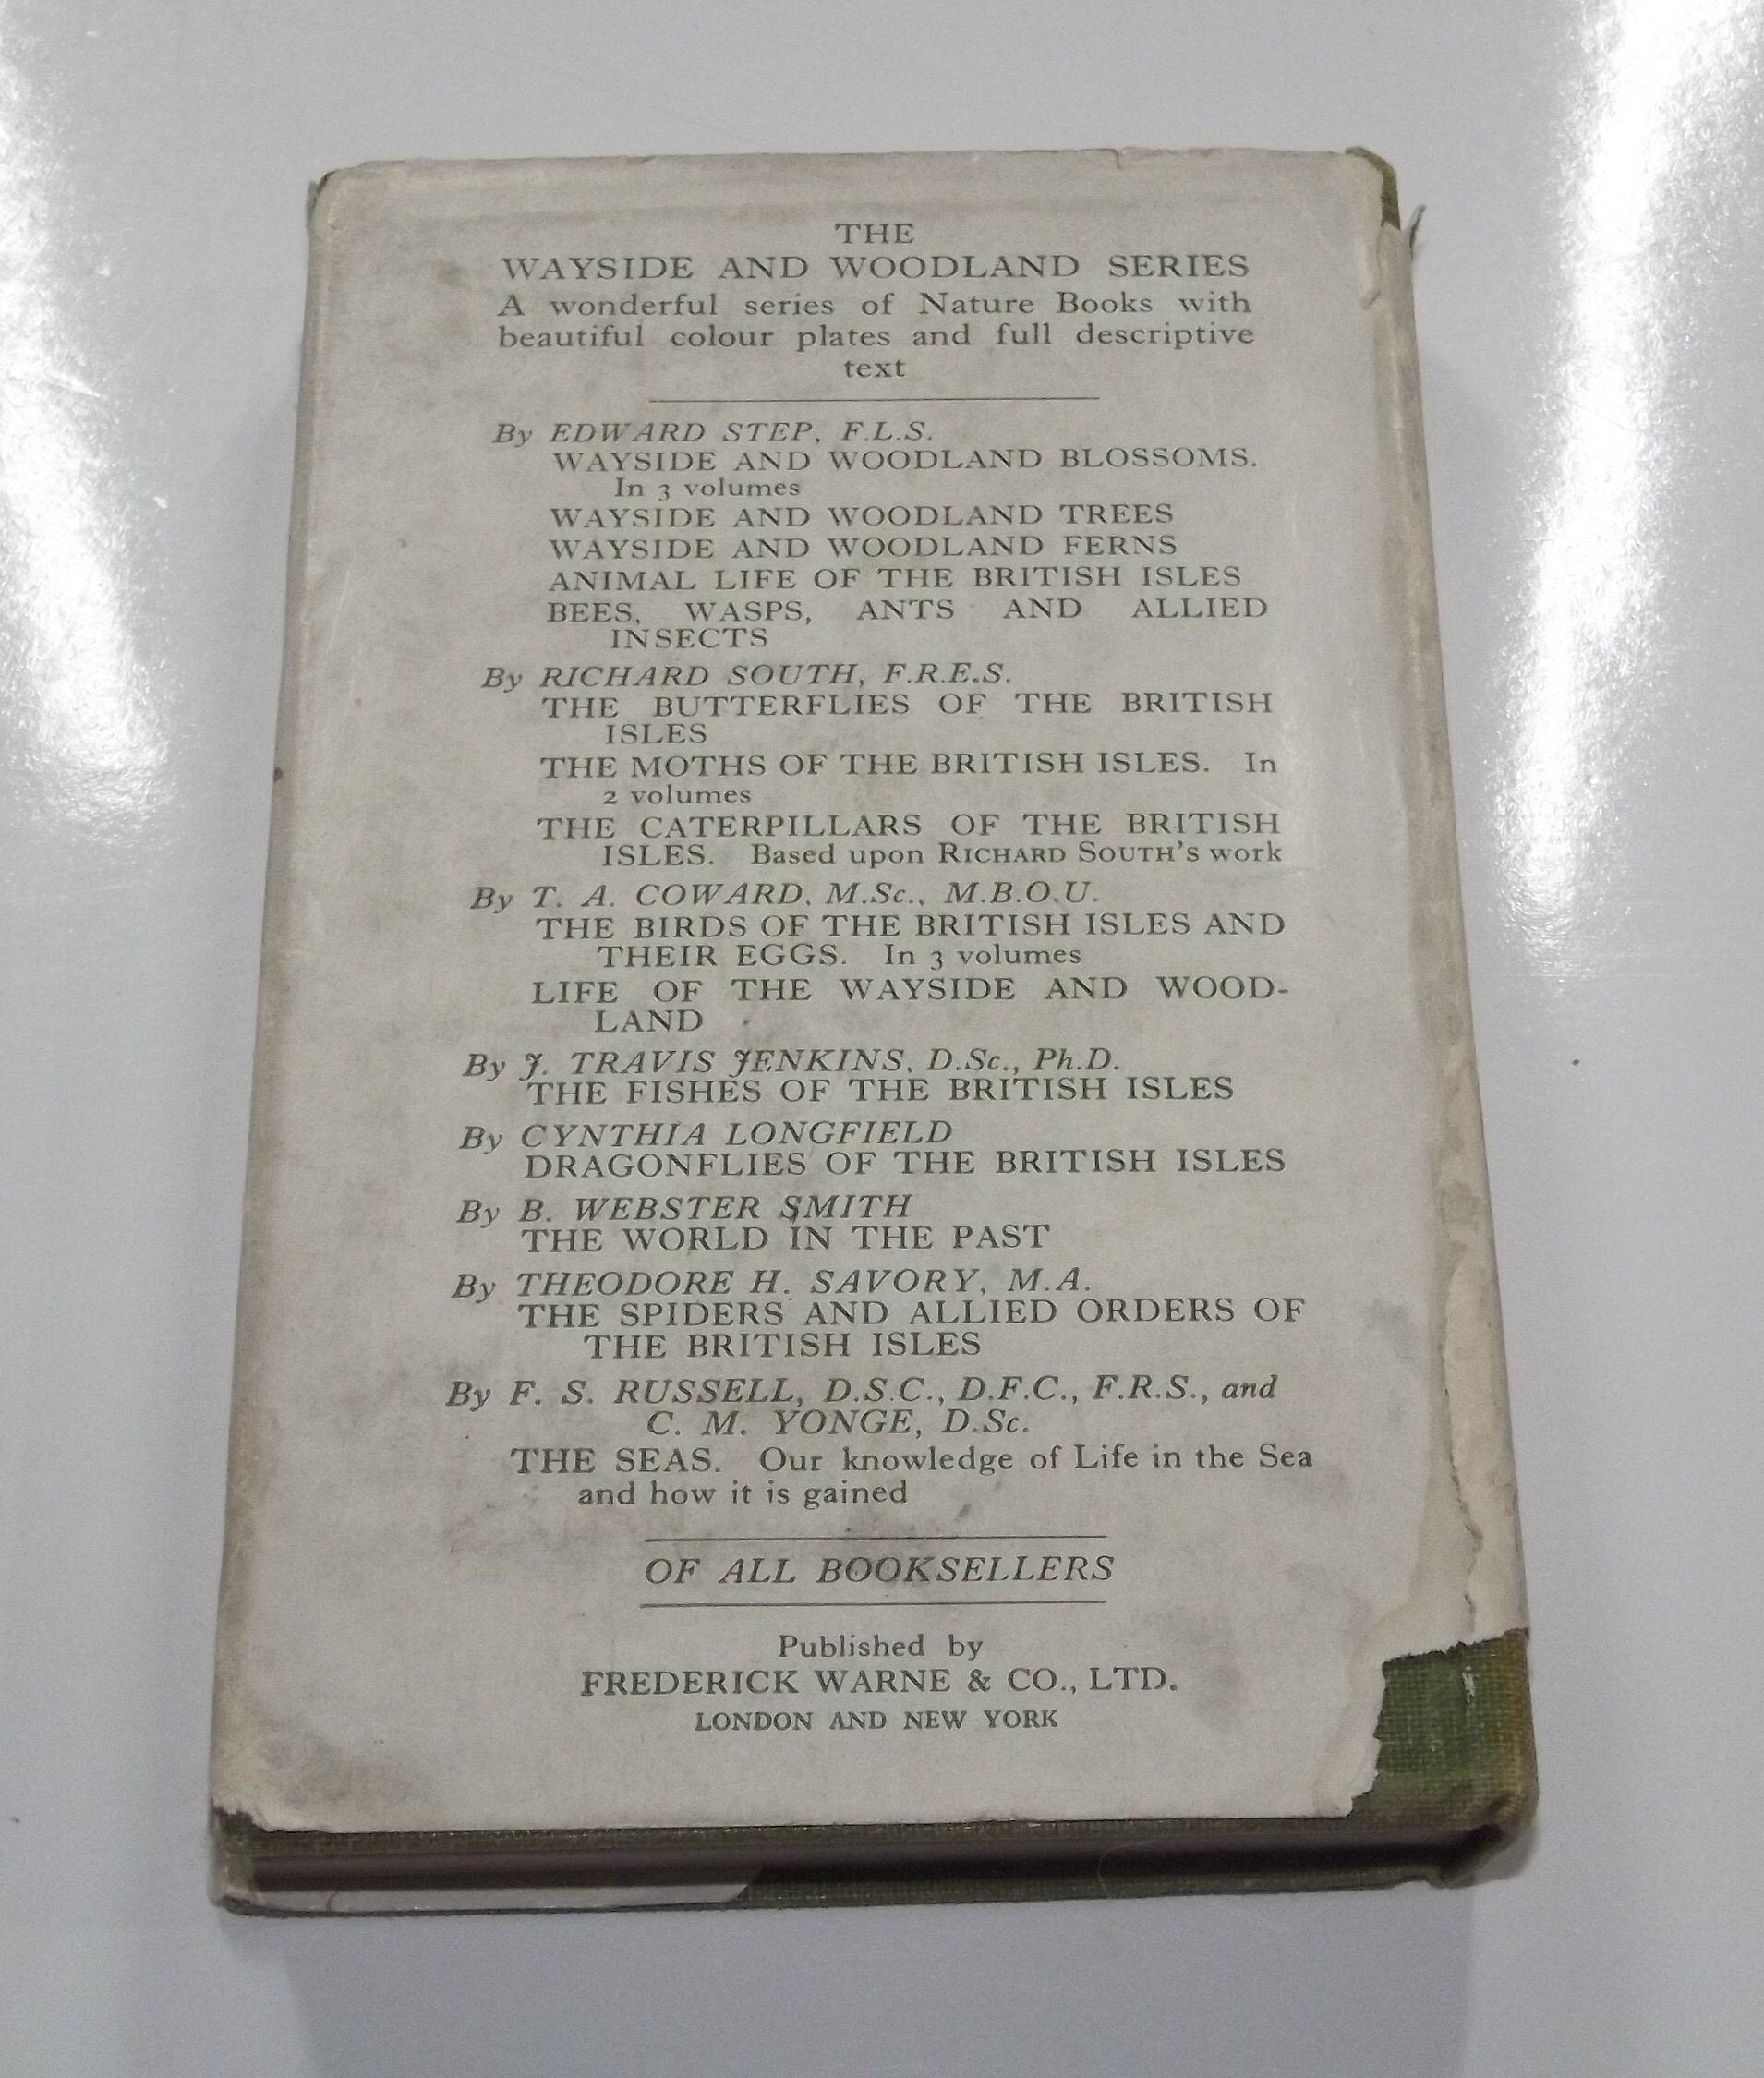 THE
WAYSIDE AND WOODLAND SERIES
A wonderful series of Nature Books with
beautiful colour plates and full descriptive
text
By EDWARD STEP, F.L.S.
WAYSIDE AND WOODLAND BLOSSOMS.
In 3 volumes
WAYSIDE AND WOODLAND TREES
WAYSIDE AND WOODLAND FERNS
ANIMAL LIFE OF THE BRITISH ISLES
BEES, WASPS, ANTS AND ALLIED
INSECTS
By RICHARD SOUTH, F.R.E.S.
THE BUTTERFLIES OF THE BRITISH
ISLES
THE MOTHS OF THE BRITISH ISLES. In
2 volumes
THE CATERPILLARS OF THE BRITISH
ISLES. Based upon RICHARD SOUTH'S work
By T. A. COWARD, M.Sc., M.B.O.U.
THE BIRDS OF THE BRITISH ISLES AND
THEIR EGGS. In 3 volumes
LIFE OF THE WAYSIDE AND WOOD-
LAND
By J. TRAVIS JENKINS, D.Sc., Ph.D.
THE FISHES OF THE BRITISH ISLES
By CYNTHIA LONGFIELD
DRAGONFLIES OF THE BRITISH ISLES
By B. WEBSTER SMITH
THE WORLD IN THE PAST
By THEODORE H. SAVORY, M.A.
THE SPIDERS AND ALLIED ORDERS OF
THE BRITISH ISLES
By F. S. RUSSELL, D.S.C., D.F.C., F.R.S., and
C. M. YONGE, D.Sc.
THE SEAS. Our knowledge of Life in the Sea
and how it is gained
OF ALL BOOKSELLERS
Published by
FREDERICK WARNE & CO., LTD.
LONDON AND NEW YORK